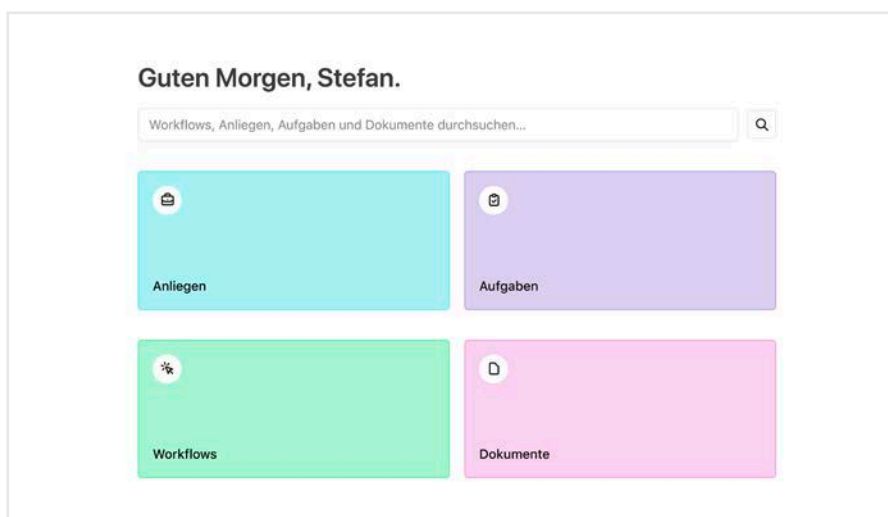 Guten Morgen, Stefan.
Workflows, Anliegen, Aufgaben und Dokumente durchsuchen...
Anliegen
Aufgaben
Workflows
Dokumente